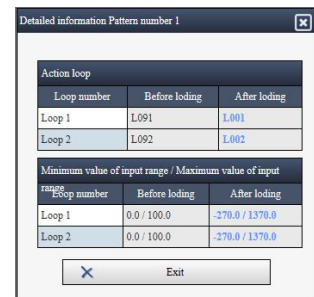 Detailed information Pattern number 1
Action loop
Loop number Before loding After loding
Loop 1 L091 L001
Loop 2 L092 L002
Minimum value of input range / Maximum value of input
range
Loop number Before loding After loding
Loop 1 0.0 / 100.0 -270.0 / 1370.0
Loop 2 0.0 / 100.0 -270.0 / 1370.0
Exit